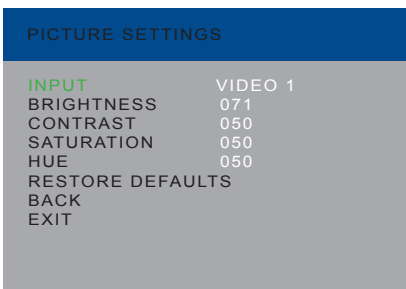 PICTURE SETTINGS
INPUT VIDEO 1
BRIGHTNESS 071
CONTRAST 050
SATURATION 050
HUE 050
RESTORE DEFAULTS
BACK
EXIT